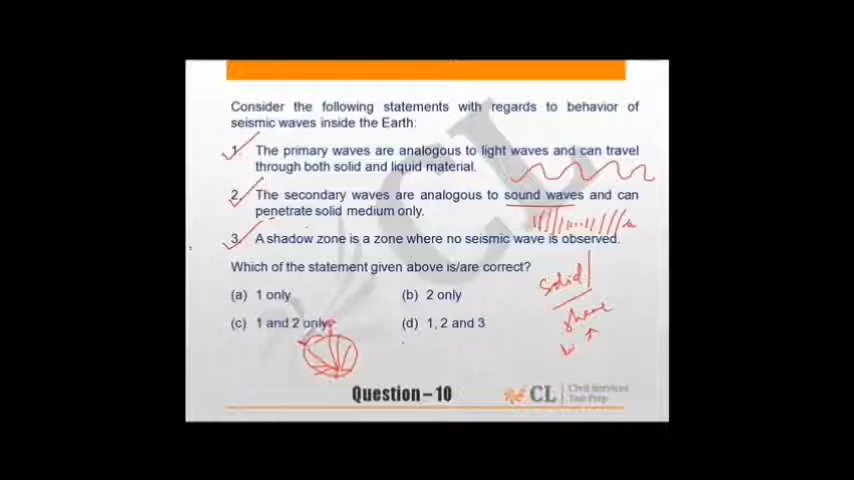 Consider the following statements with regards to behavior of
seismic waves inside the Earth:
1. The primary waves are analogous to light waves and can travel
through both solid and liquid material.
2. The secondary waves are analogous to sound waves and can
penetrate solid medium only.
3. A shadow zone is a zone where no seismic wave is observed.
Which of the statement given above is/are correct?
(a) 1 only
(b) 2 only
(c) 1 and 2 only
(d) 1, 2 and 3
solid
Question – 10
CL Civil Services
Test Prep
CL